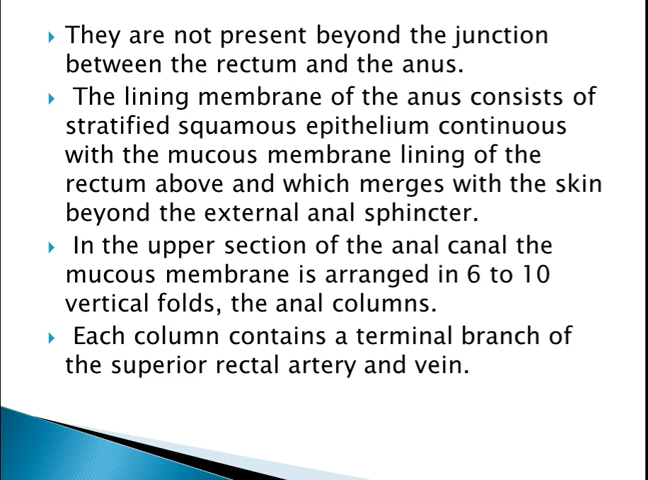 They are not present beyond the junction
between the rectum and the anus.
The lining membrane of the anus consists of
stratified squamous epithelium continuous
with the mucous membrane lining of the
rectum above and which merges with the skin
beyond the external anal sphincter.
In the upper section of the anal canal the
mucous membrane is arranged in 6 to 10
vertical folds, the anal columns.
Each column contains a terminal branch of
the superior rectal artery and vein.